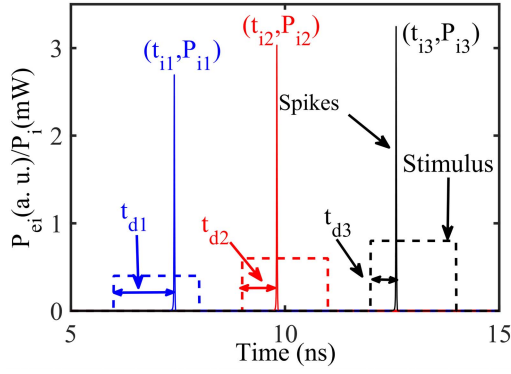 P_ei(a. u.)/P_i(mW)
3
2
1
0
(t_i1,P_i1)
(t_i2,P_i2)
(t_i3,P_i3)
Spikes
Stimulus
t_d1
t_d2
t_d3
5
10
15
Time (ns)